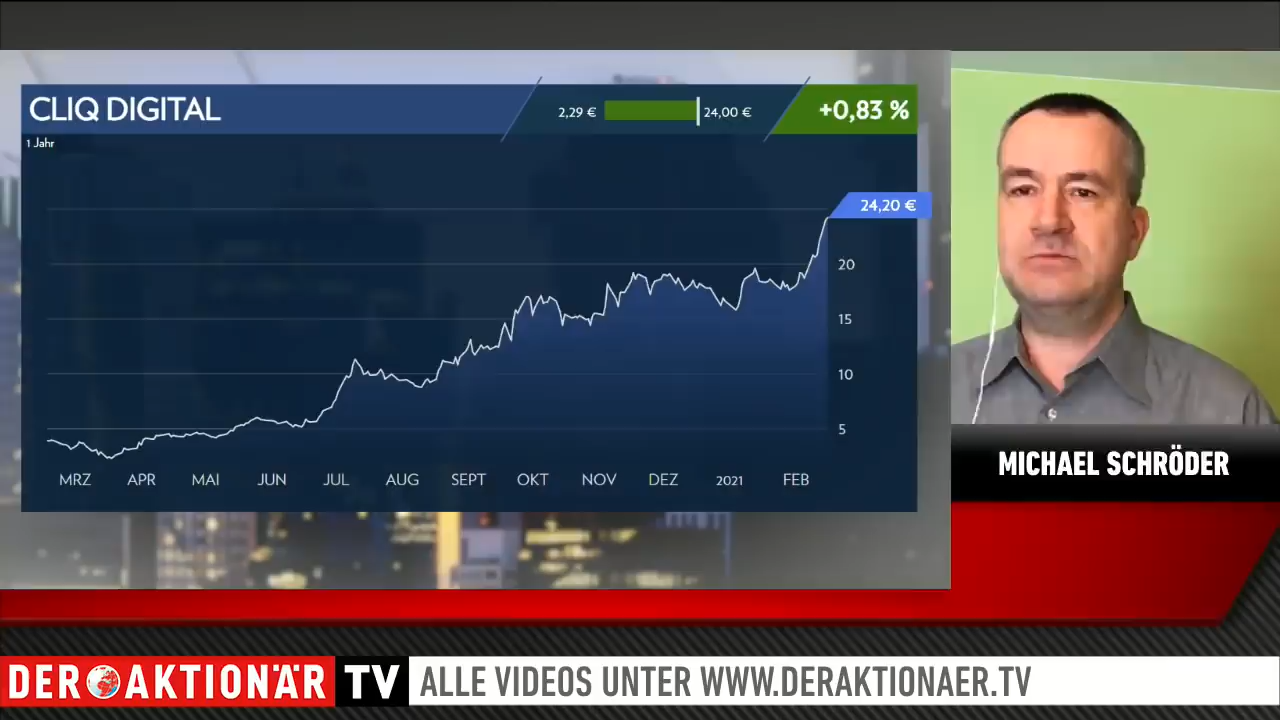 CLIQ DIGITAL
2,29 €
24,00 €
+0,83 %
1 Jahr
24,20 €
20
15
10
5
MRZ APR MAI JUN JUL AUG SEPT OKT NOV DEZ 2021 FEB
MICHAEL SCHRÖDER
DER AKTIONÄR TV
ALLE VIDEOS UNTER WWW.DERAKTIONAER.TV